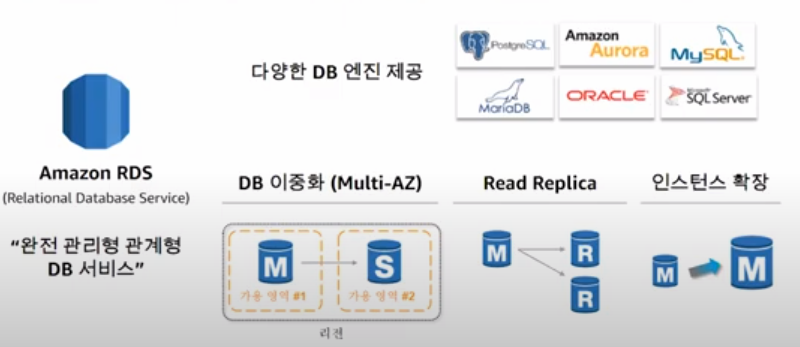 다양한 DB 엔진 제공
PostgreSQL
Amazon Aurora
MySQL
MariaDB
ORACLE
Microsoft SQL Server
Amazon RDS
(Relational Database Service)
“완전 관리형 관계형
DB 서비스”
DB 이중화 (Multi-AZ)
M
S
가용 영역 #1
가용 영역 #2
리전
Read Replica
M
R
R
인스턴스 확장
M
M